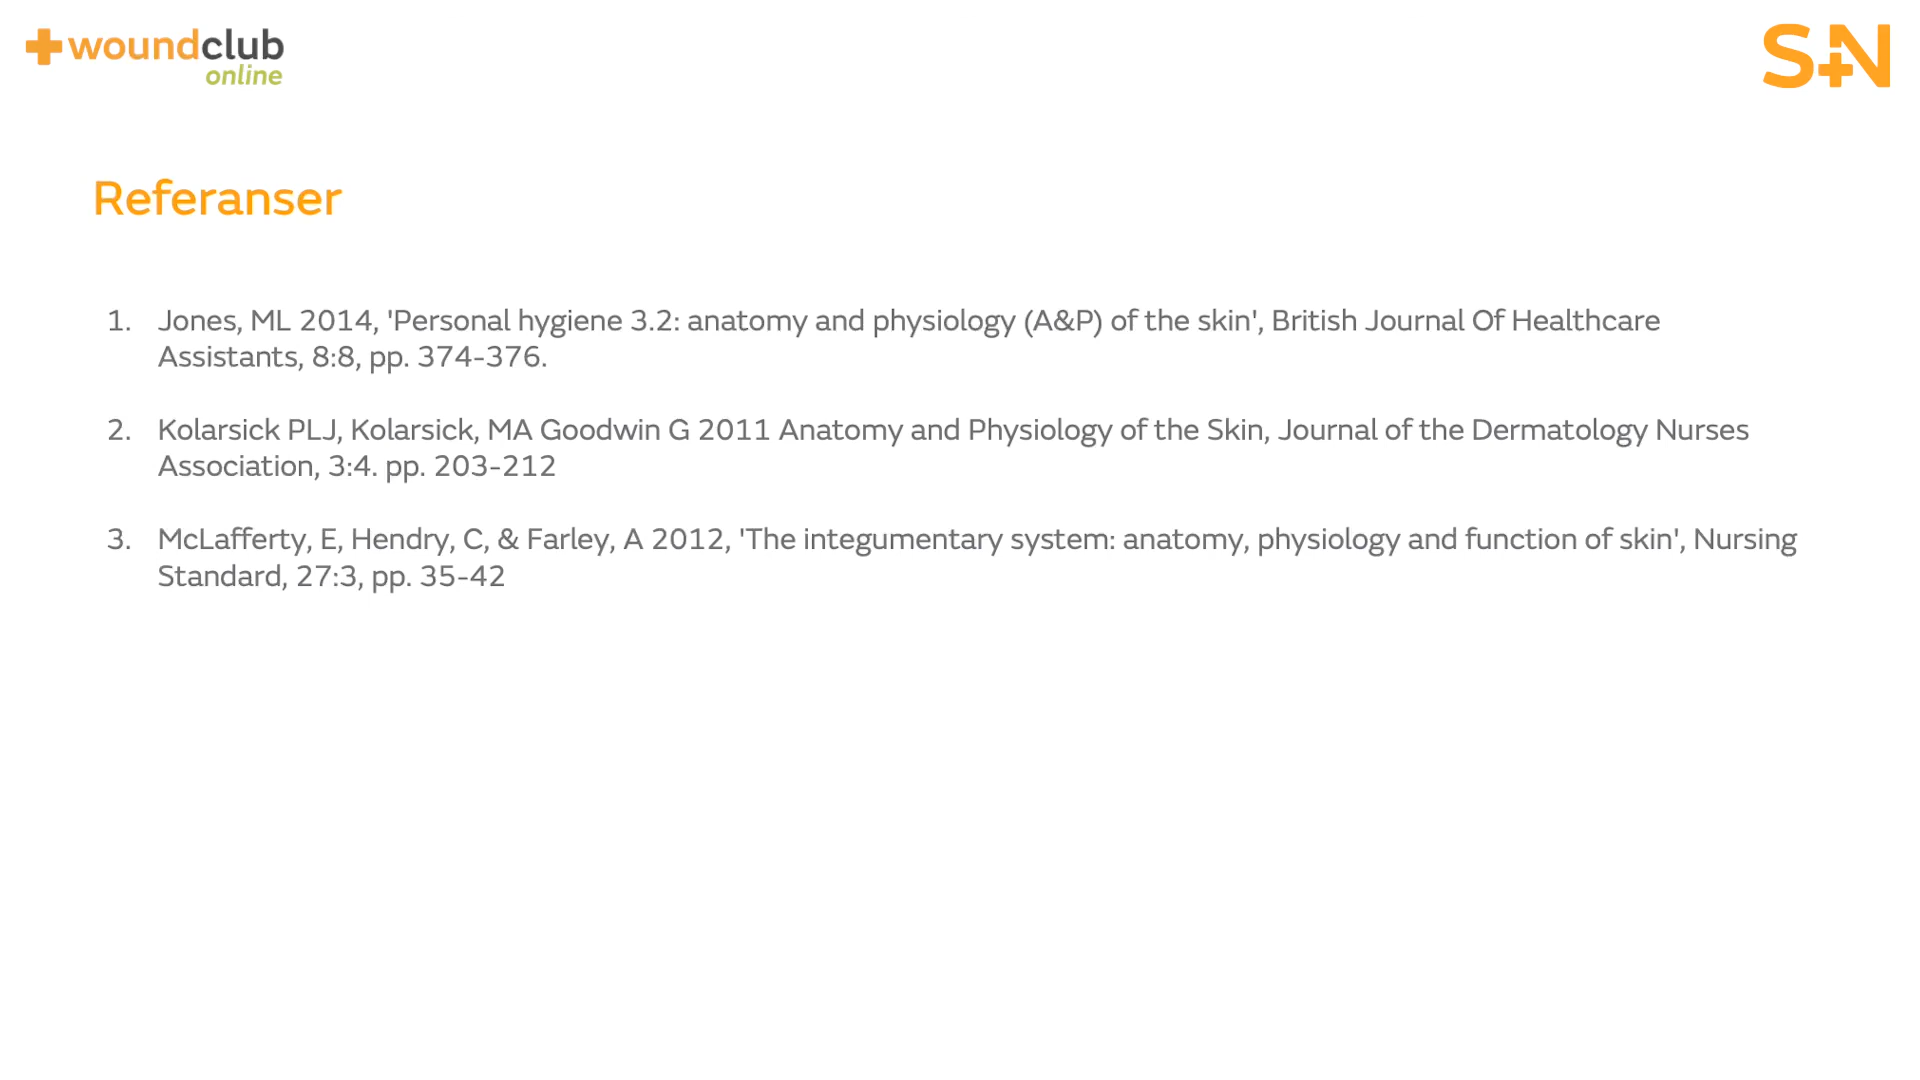 woundclub
online
S+N
Referanser
1. Jones, ML 2014, 'Personal hygiene 3.2: anatomy and physiology (A&P) of the skin', British Journal Of Healthcare
Assistants, 8:8, pp. 374-376.
2. Kolarsick PLJ, Kolarsick, MA Goodwin G 2011 Anatomy and Physiology of the Skin, Journal of the Dermatology Nurses
Association, 3:4. pp. 203-212
3. McLafferty, E, Hendry, C, & Farley, A 2012, 'The integumentary system: anatomy, physiology and function of skin', Nursing
Standard, 27:3, pp. 35-42